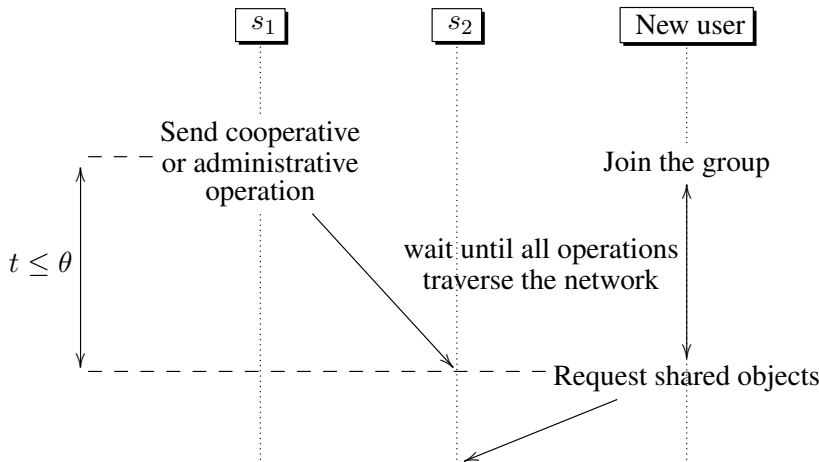 s₁
s₂
New user
Send cooperative
or administrative
operation
Join the group
t ≤ θ
wait until all operations
traverse the network
Request shared objects